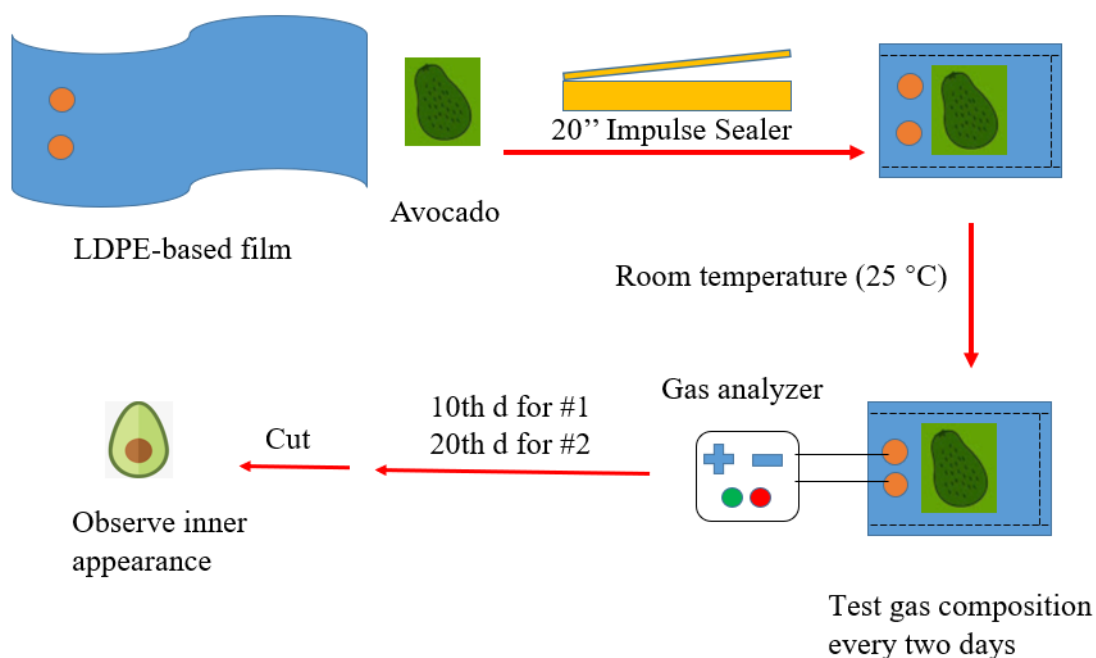 20’’ Impulse Sealer
Avocado
LDPE-based film
Room temperature (25 °C)
Gas analyzer
10th d for #1
20th d for #2
Cut
Observe inner
appearance
Test gas composition
every two days